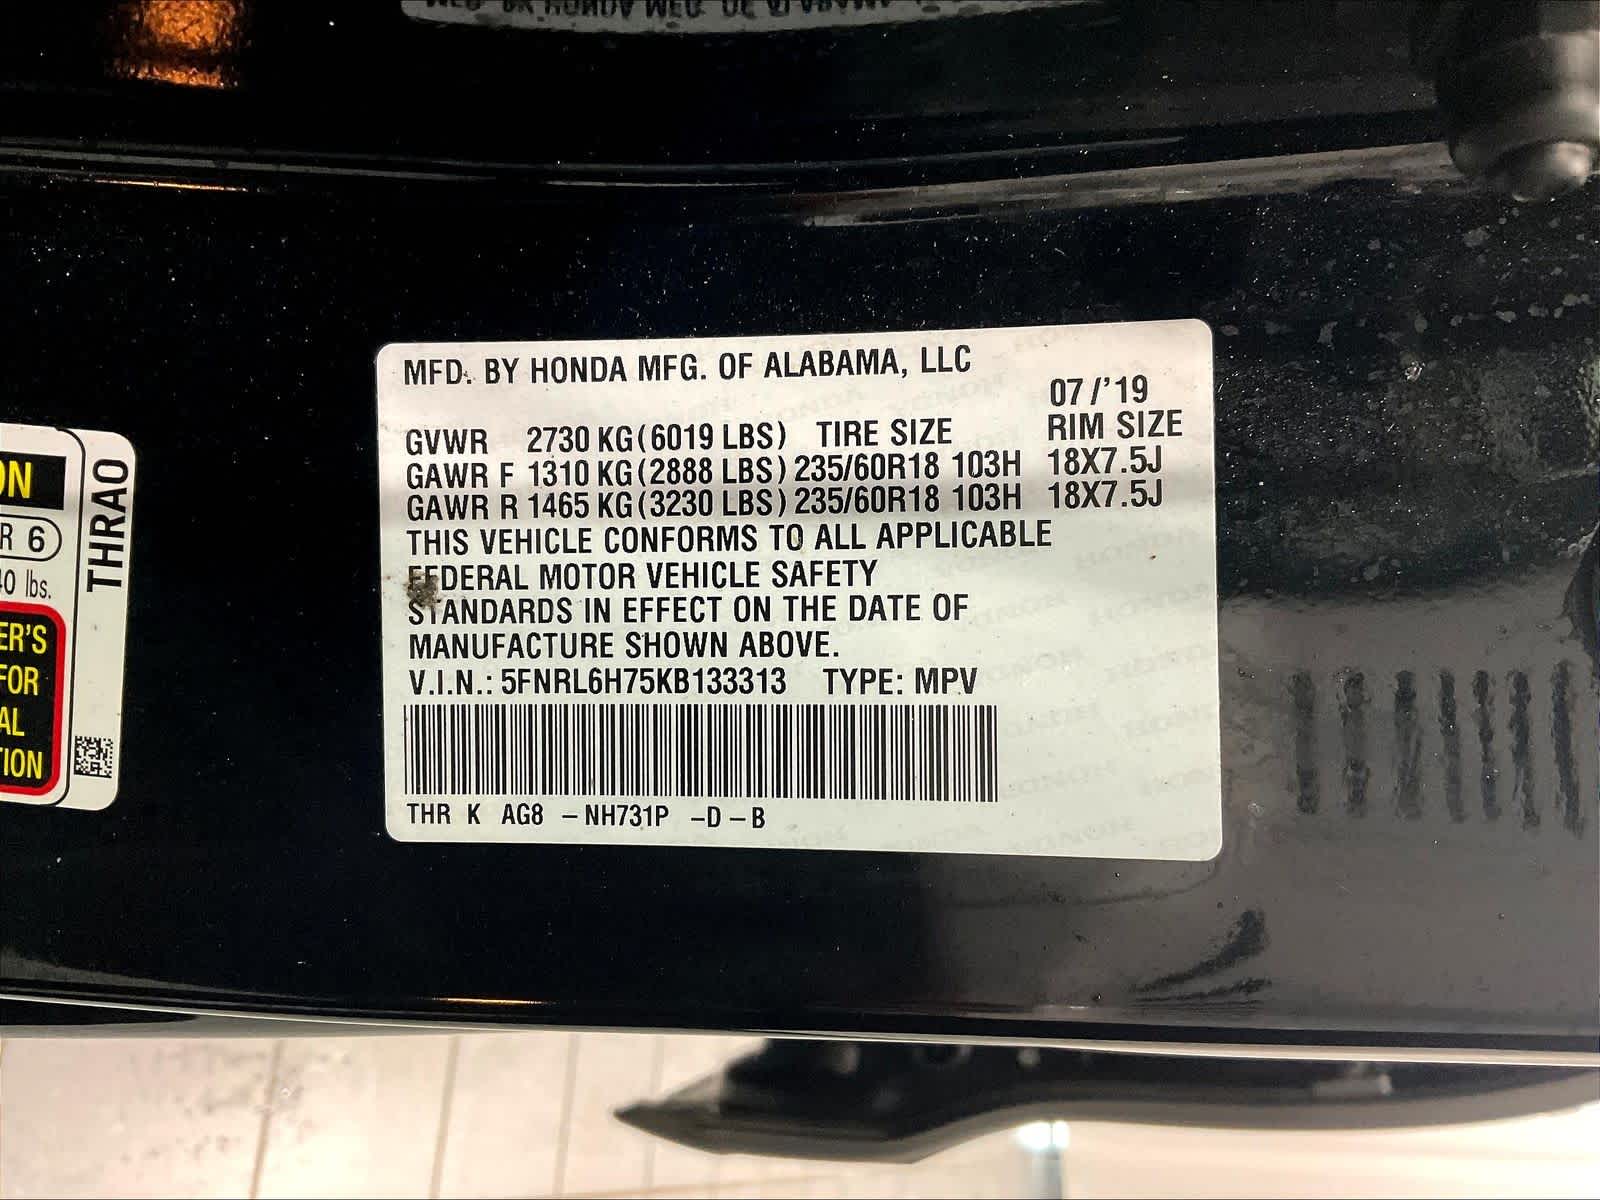 MFD. BY HONDA MFG. OF ALABAMA, LLC
07/'19
GVWR 2730 KG (6019 LBS) TIRE SIZE RIM SIZE
GAWR F 1310 KG (2888 LBS) 235/60R18 103H 18X7.5J
GAWR R 1465 KG (3230 LBS) 235/60R18 103H 18X7.5J
THIS VEHICLE CONFORMS TO ALL APPLICABLE
FEDERAL MOTOR VEHICLE SAFETY
STANDARDS IN EFFECT ON THE DATE OF
MANUFACTURE SHOWN ABOVE.
V.I.N.: 5FNRL6H75KB133313 TYPE: MPV
THR K AG8 -NH731P -D-B
THRAO
R 6
lbs.
ER'S
FOR
AL